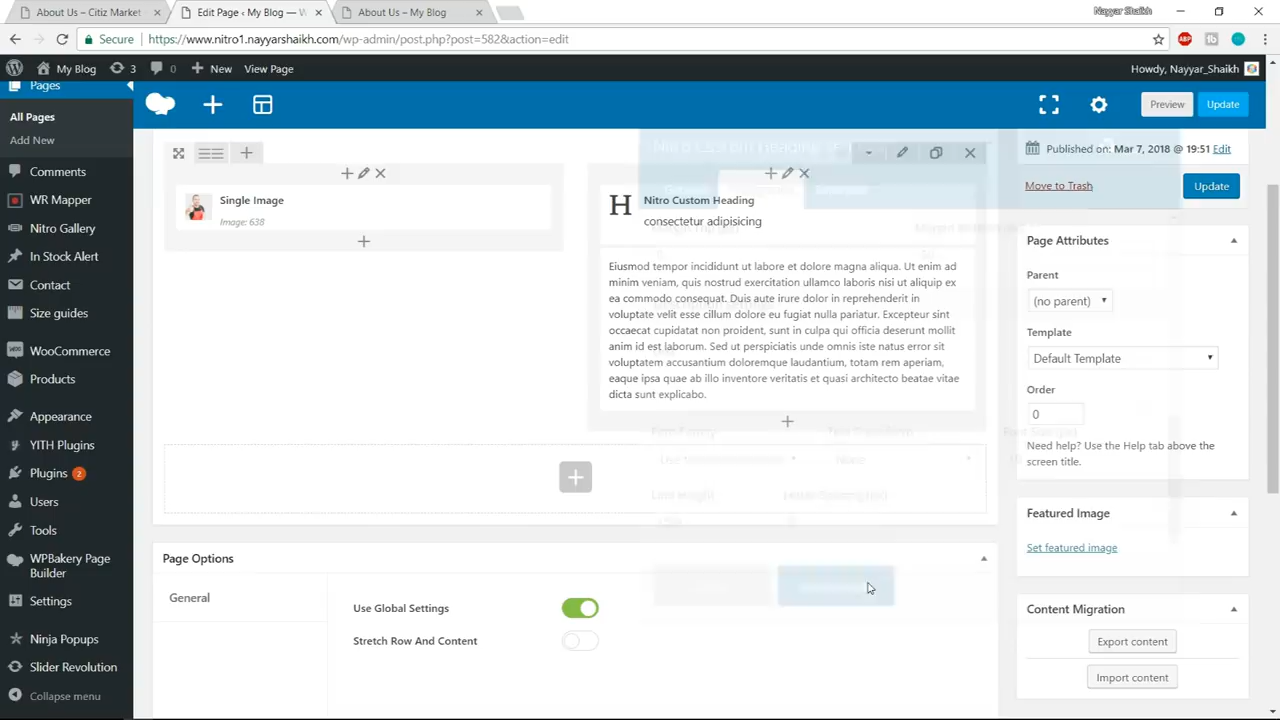 About Us – Citiz Market
Edit Page ‹ My Blog — W
About Us – My Blog
Nayyar Shaikh
Secure
https://www.nitro1.nayyarshaikh.com/wp-admin/post.php?post=582&action=edit
My Blog
3
0
New
View Page
Howdy, Nayyar_Shaikh
Pages
All Pages
Add New
Comments
WR Mapper
Nitro Gallery
In Stock Alert
Contact
Size guides
WooCommerce
Products
Appearance
YITH Plugins
Plugins 2
Users
Tools
WPBakery Page
Builder
Settings
Ninja Popups
Slider Revolution
Collapse menu
Preview
Update
Single Image
Image: 638
H
Nitro Custom Heading
consectetur adipisicing
Eiusmod tempor incididunt ut labore et dolore magna aliqua. Ut enim ad
minim veniam, quis nostrud exercitation ullamco laboris nisi ut aliquip ex
ea commodo consequat. Duis aute irure dolor in reprehenderit in
voluptate velit esse cillum dolore eu fugiat nulla pariatur. Excepteur sint
occaecat cupidatat non proident, sunt in culpa qui officia deserunt mollit
anim id est laborum. Sed ut perspiciatis unde omnis iste natus error sit
voluptatem accusantium doloremque laudantium, totam rem aperiam,
eaque ipsa quae ab illo inventore veritatis et quasi architecto beatae vitae
dicta sunt explicabo.
Page Options
General
Use Global Settings
Stretch Row And Content
Published on: Mar 7, 2018 @ 19:51 Edit
Move to Trash
Update
Page Attributes
Parent
(no parent)
Template
Default Template
Order
0
Need help? Use the Help tab above the
screen title.
Featured Image
Set featured image
Content Migration
Export content
Import content